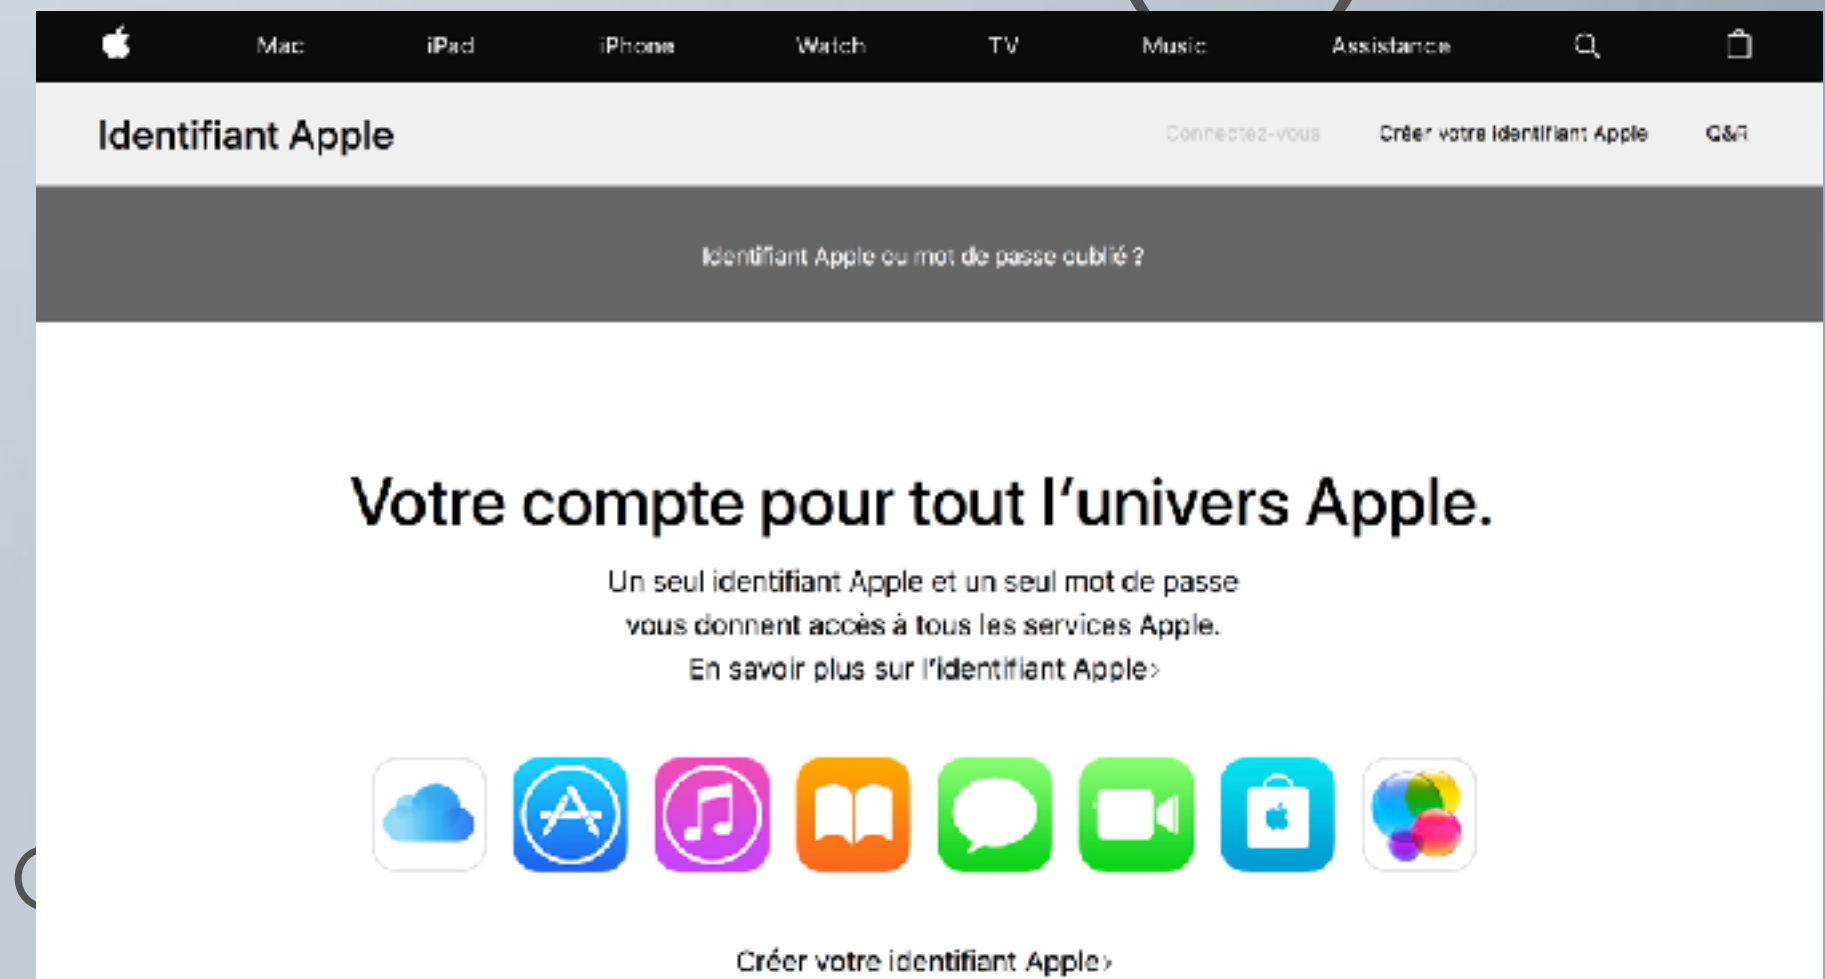 Mac iPad iPhone Watch TV Music Assistance
Identifiant Apple Connectez-vous Créer votre identifiant Apple Q&R
Identifiant Apple ou mot de passe oublié ?
Votre compte pour tout l’univers Apple.
Un seul identifiant Apple et un seul mot de passe
vous donnent accès à tous les services Apple.
En savoir plus sur l’identifiant Apple>
Créer votre identifiant Apple>